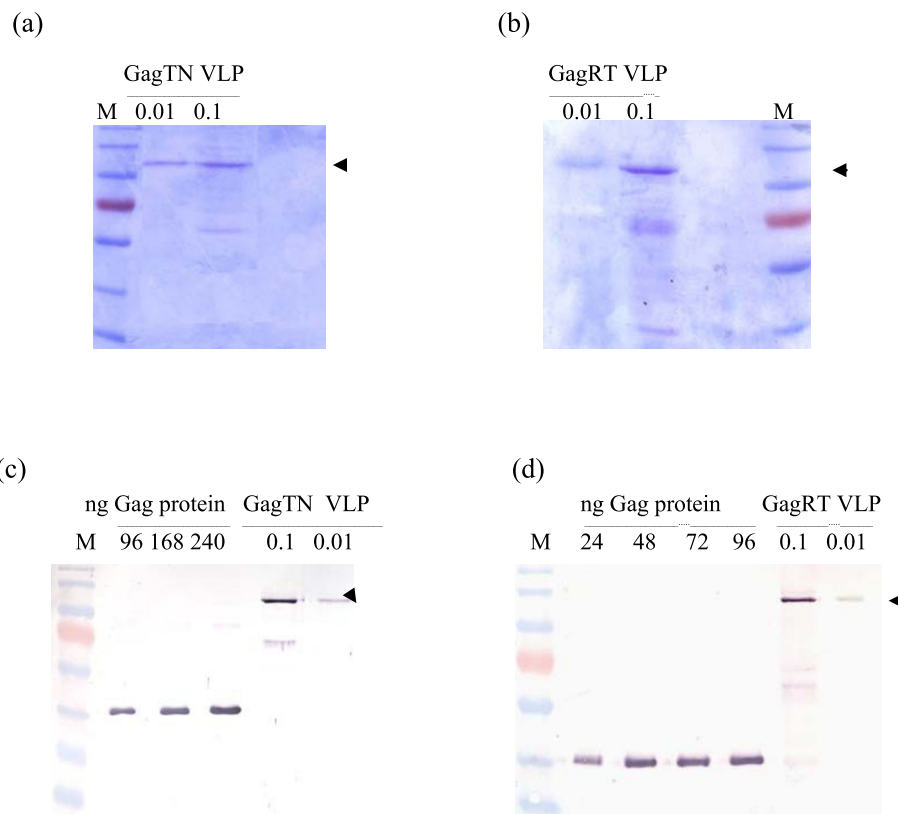 (a)
GagTN VLP
M 0.01 0.1
(b)
GagRT VLP
0.01 0.1 M
(c)
ng Gag protein GagTN VLP
M 96 168 240 0.1 0.01
(d)
ng Gag protein GagRT VLP
M 24 48 72 96 0.1 0.01